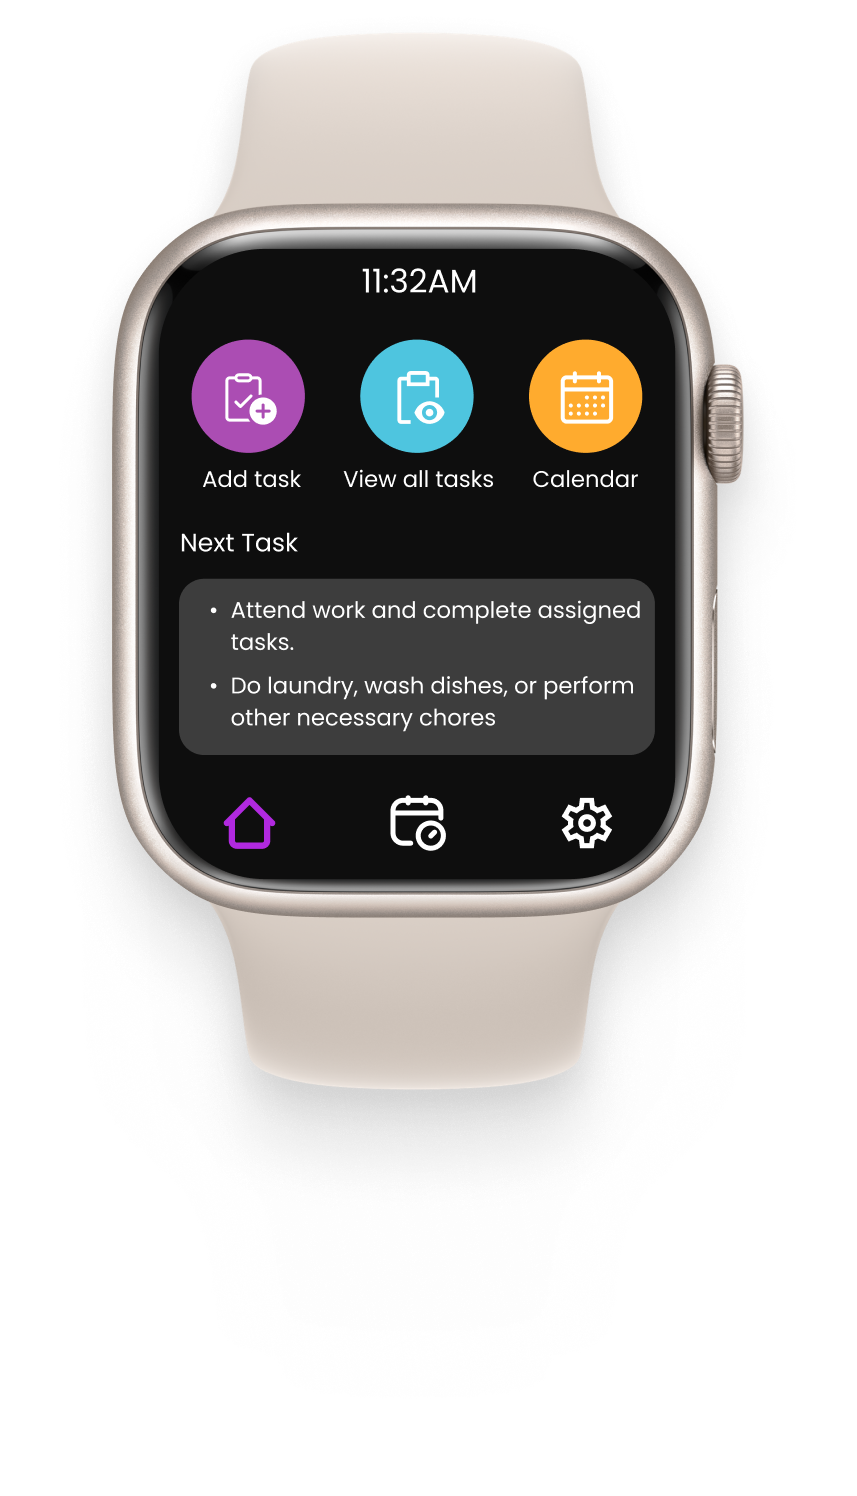 11:32AM
Add task
View all tasks
Calendar
Next Task
• Attend work and complete assigned
tasks.
• Do laundry, wash dishes, or perform
other necessary chores